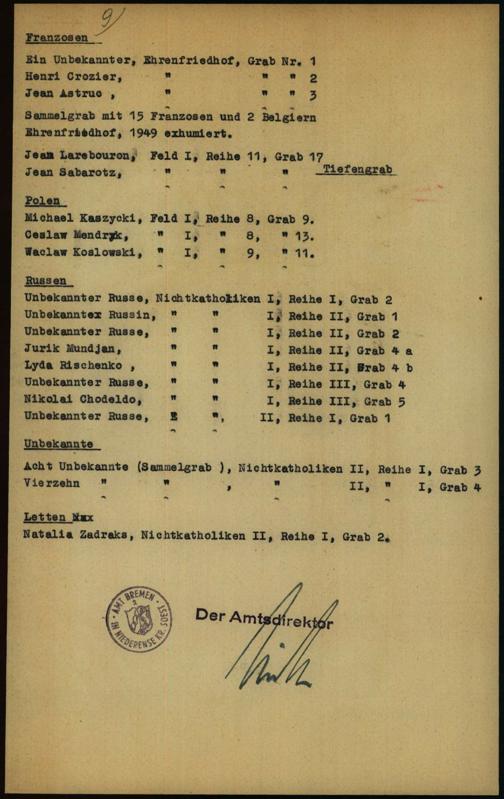 9)
Franzosen
Ein Unbekannter, Ehrenfriedhof, Grab Nr. 1
Henri Crozier, " " " 2
Jean Astruc , " " " 3
Sammelgrab mit 15 Franzosen und 2 Belgiern
Ehrenfriedhof, 1949 exhumiert.
Jean Larebouron, Feld I, Reihe 11, Grab 17
Jean Sabarotz, " " " Tiefengrab
Polen
Michael Kaszycki, Feld I, Reihe 8, Grab 9.
Ceslaw Mendryk, " I, " 8, " 13.
Waclaw Koslowski, " I, " 9, " 11.
Russen
Unbekannter Russe, Nichtkatholiken I, Reihe I, Grab 2
Unbekannter Russin, " " I, Reihe II, Grab 1
Unbekannter Russe, " " I, Reihe II, Grab 2
Jurik Mundjan, " " I, Reihe II, Grab 4 a
Lyda Rischenko , " " I, Reihe II, Grab 4 b
Unbekannter Russe, " " I, Reihe III, Grab 4
Nikolai Chodeldo, " " I, Reihe III, Grab 5
Unbekannter Russe, " ", II, Reihe I, Grab 1
Unbekannte
Acht Unbekannte (Sammelgrab ), Nichtkatholiken II, Reihe I, Grab 3
Vierzehn " " , " II, " I, Grab 4
Letten
Natalia Zadraks, Nichtkatholiken II, Reihe I, Grab 2.
AMT BREMEN
IN NIEDERENSE KR. SOEST
Der Amtsdirektor